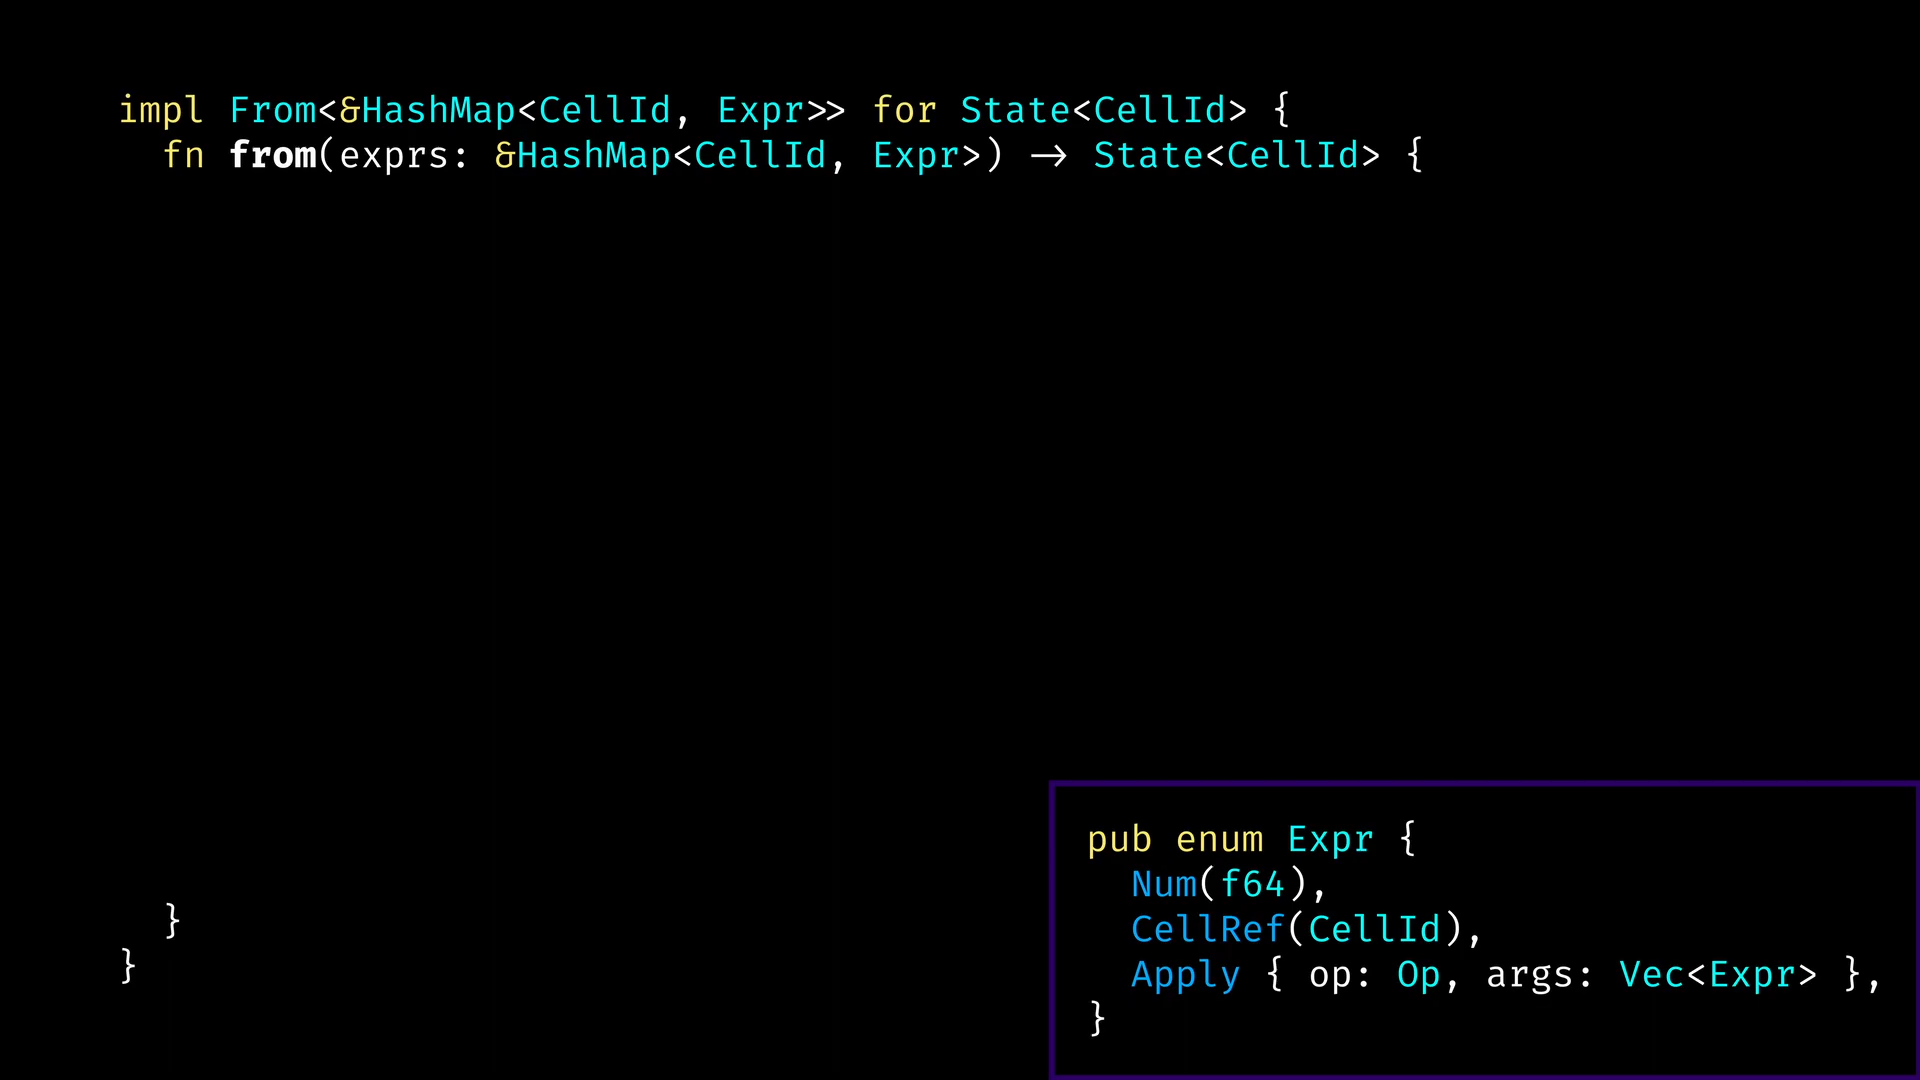 impl From<&HashMap<CellId, Expr>> for State<CellId> {
  fn from(exprs: &HashMap<CellId, Expr>) -> State<CellId> {
  }
}
pub enum Expr {
  Num(f64),
  CellRef(CellId),
  Apply { op: Op, args: Vec<Expr> },
}